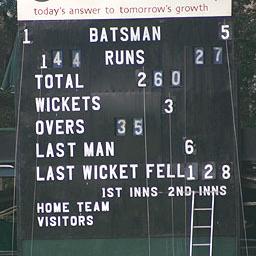 today's answer to tomorrow's growth
1 BATSMAN 5
144 RUNS 27
TOTAL 260
WICKETS 3
OVERS 35
LAST MAN 6
LAST WICKET FELL 128
1ST INNS 2ND INNS
HOME TEAM
VISITORS